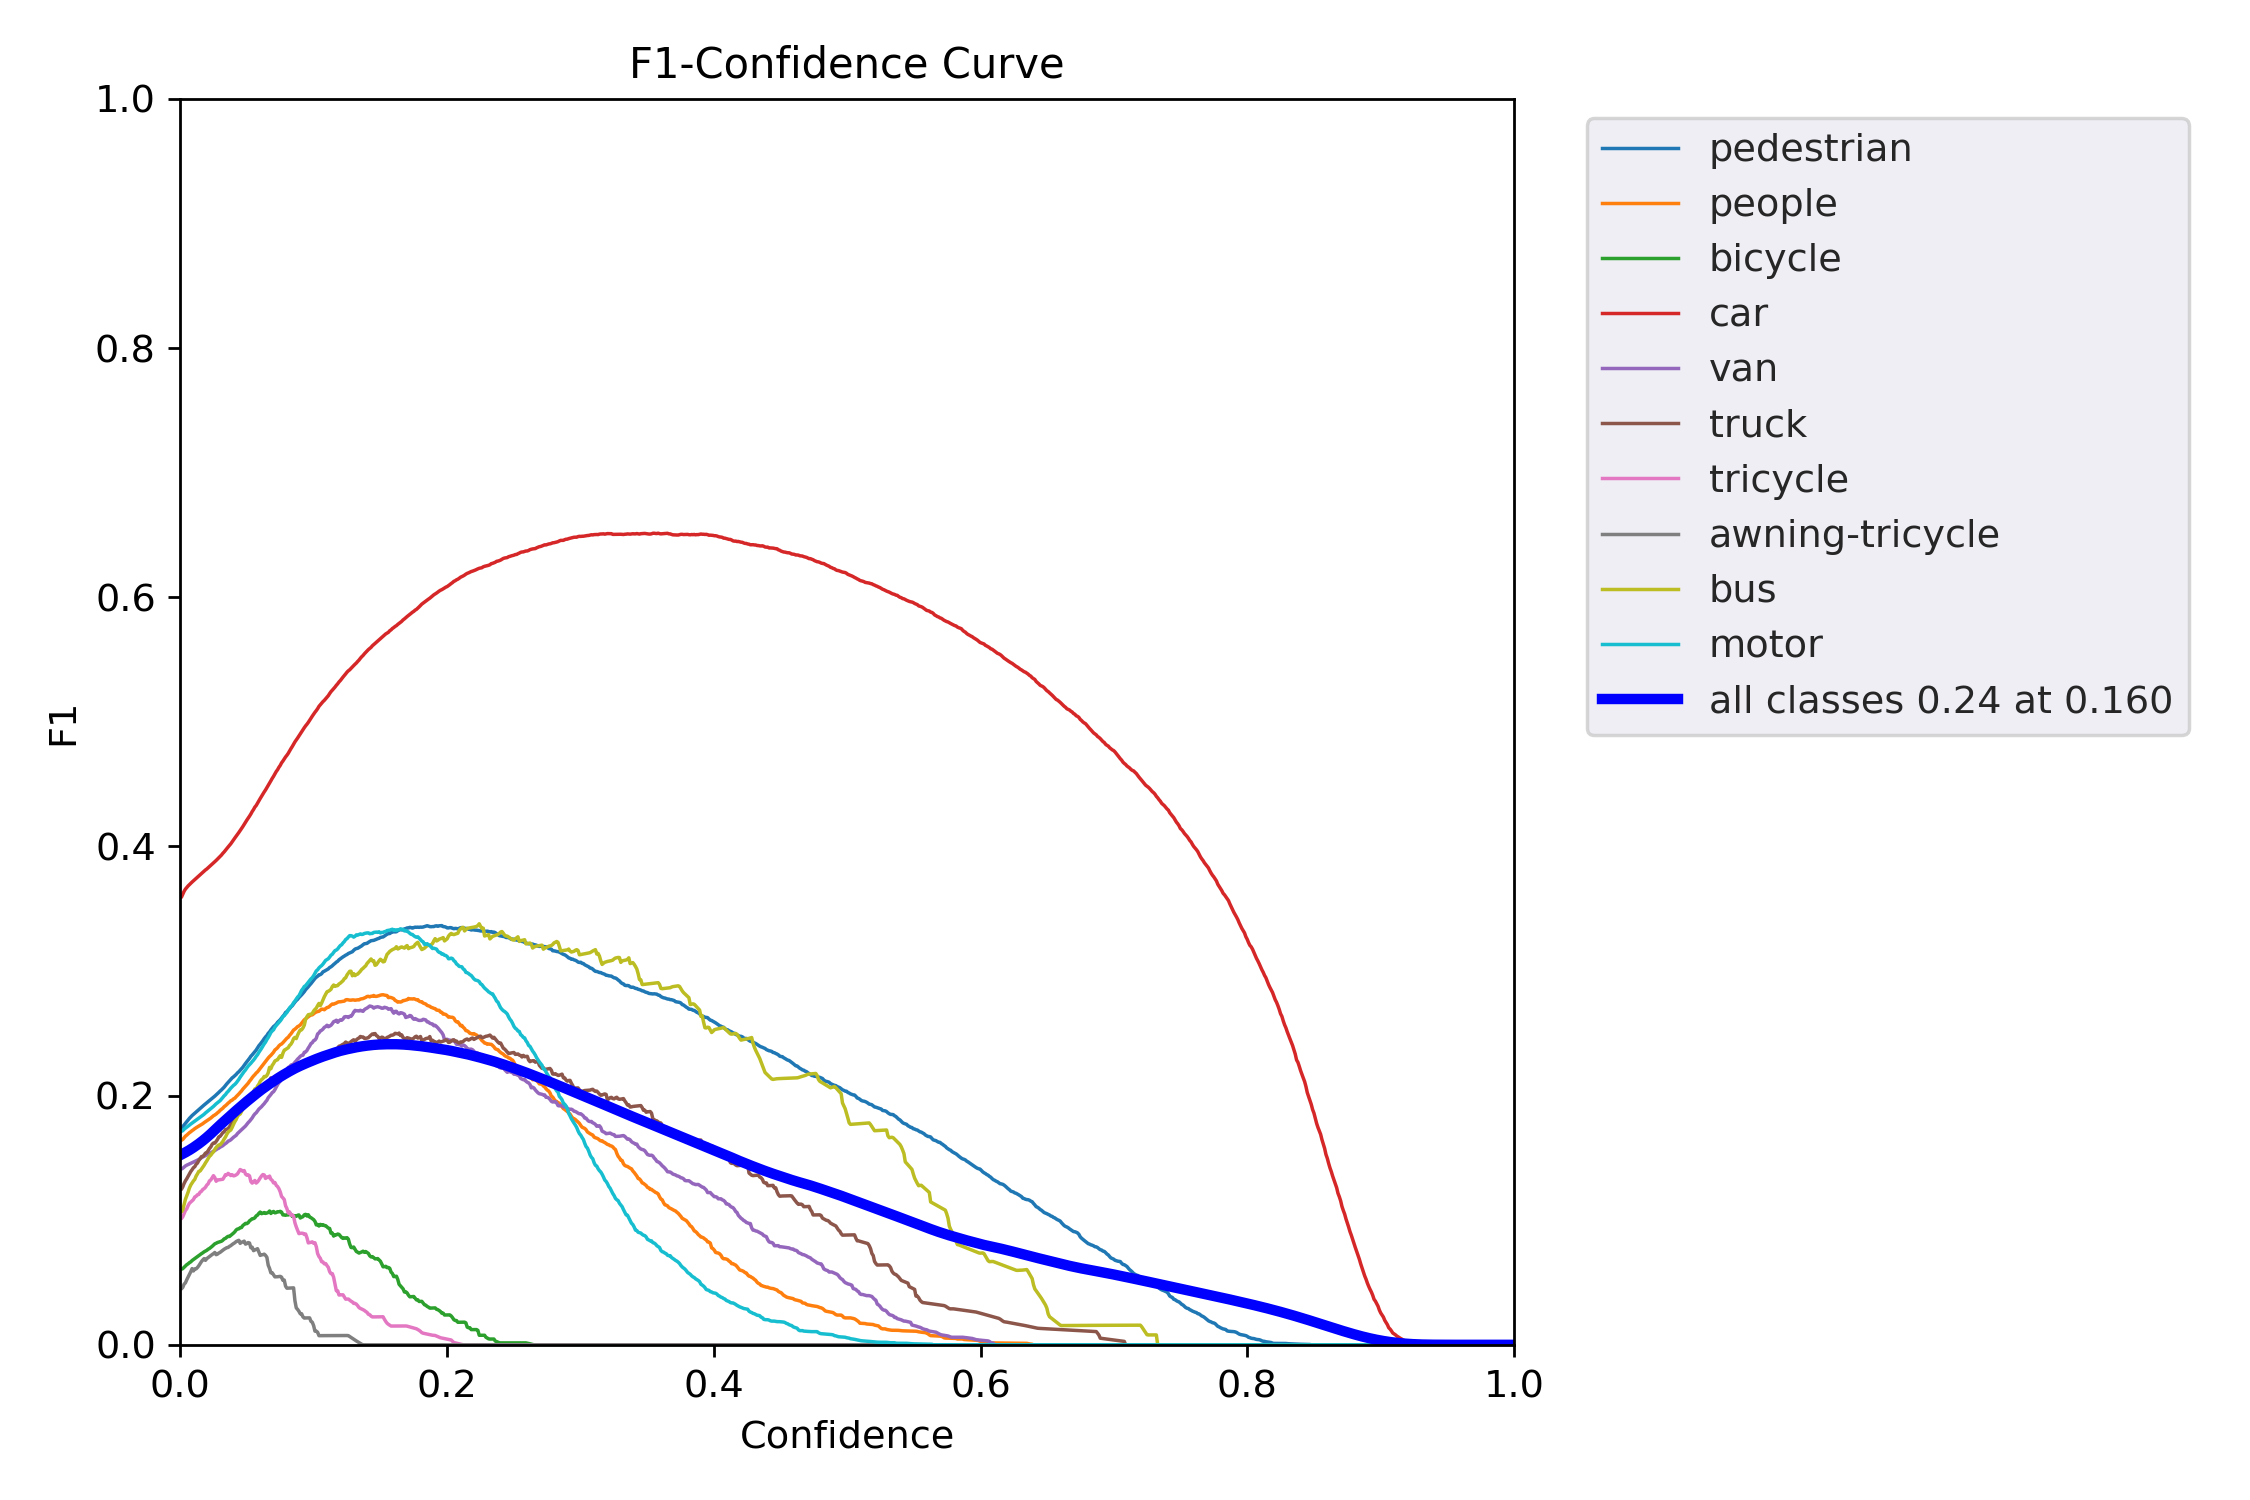 F1-Confidence Curve
1.0
0.8
0.6
0.4
0.2
0.0
F1
0.0 0.2 0.4 0.6 0.8 1.0
Confidence
pedestrian
people
bicycle
car
van
truck
tricycle
awning-tricycle
bus
motor
all classes 0.24 at 0.160